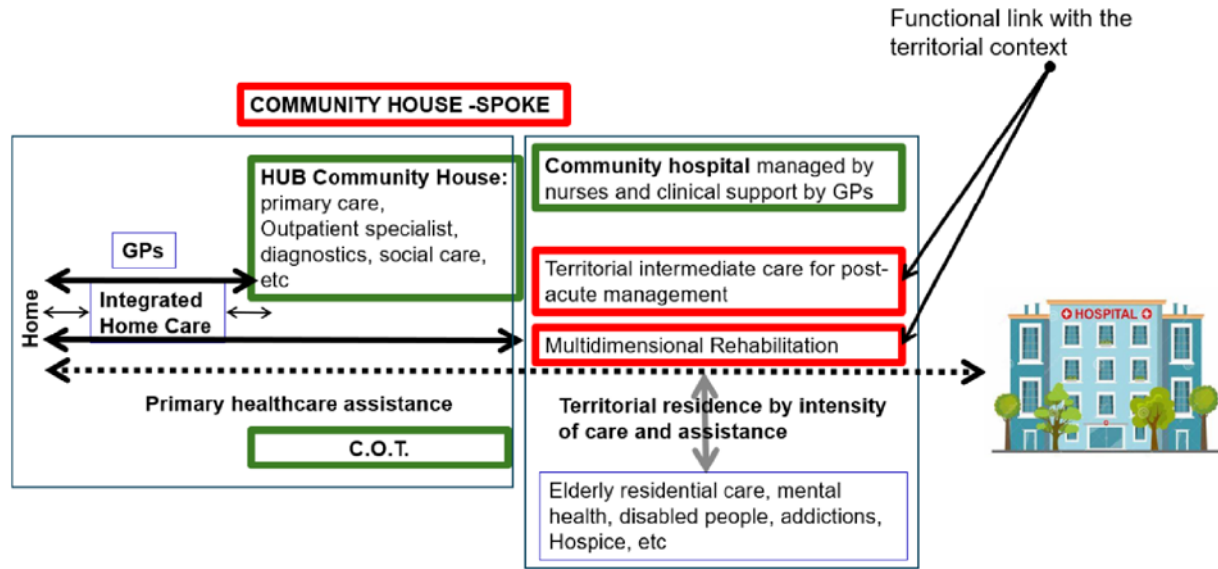 Functional link with the
territorial context
COMMUNITY HOUSE -SPOKE
HUB Community House:
primary care,
Outpatient specialist,
diagnostics, social care,
etc
GPs
Integrated
Home Care
Home
Primary healthcare assistance
C.O.T.
Community hospital managed by
nurses and clinical support by GPs
Territorial intermediate care for post-
acute management
Multidimensional Rehabilitation
Territorial residence by intensity
of care and assistance
Elderly residential care, mental
health, disabled people, addictions,
Hospice, etc
HOSPITAL